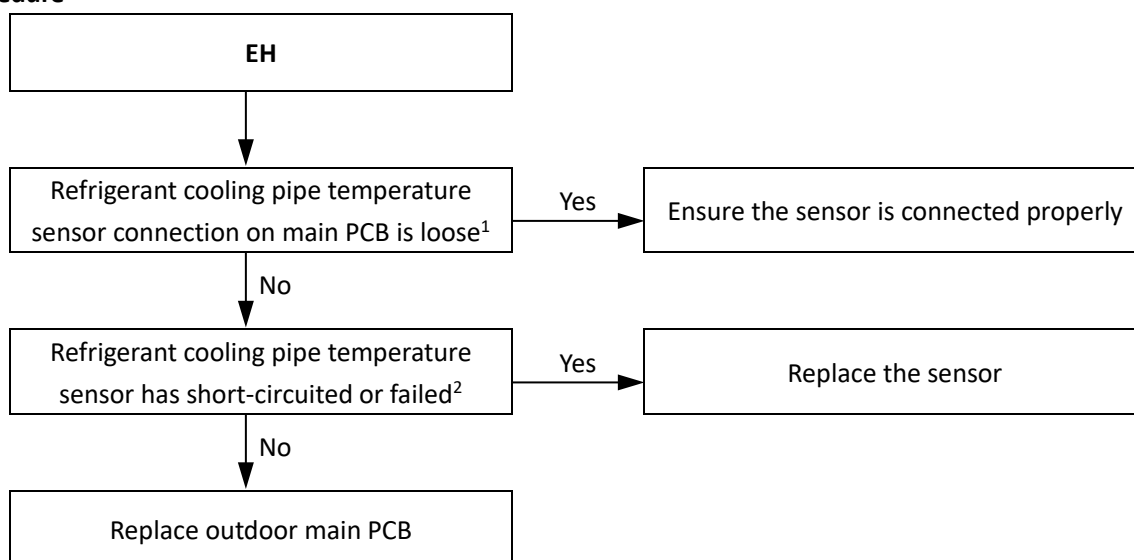 EH
Refrigerant cooling pipe temperature
sensor connection on main PCB is loose¹
Yes
Ensure the sensor is connected properly
No
Refrigerant cooling pipe temperature
sensor has short-circuited or failed²
Yes
Replace the sensor
No
Replace outdoor main PCB